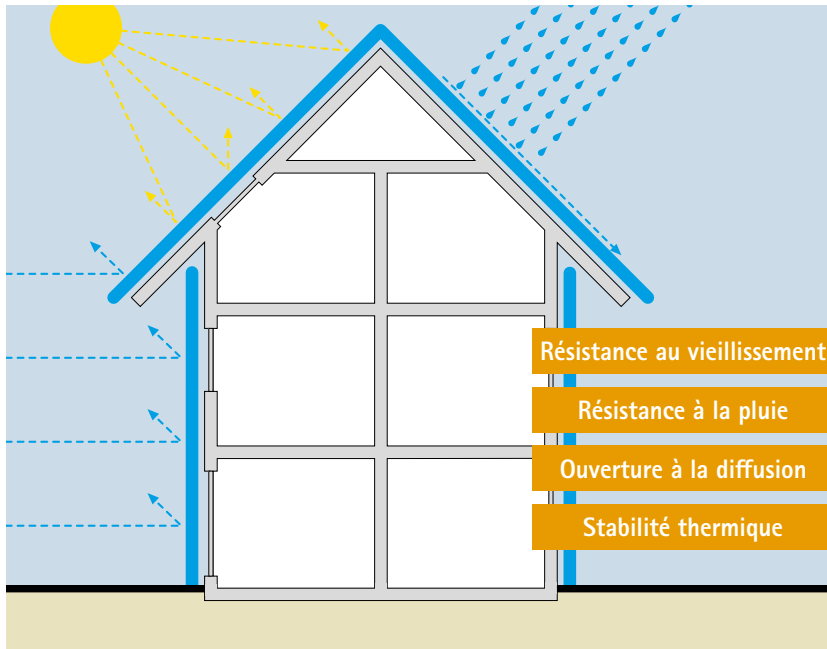 Résistance au vieillissement
Résistance à la pluie
Ouverture à la diffusion
Stabilité thermique